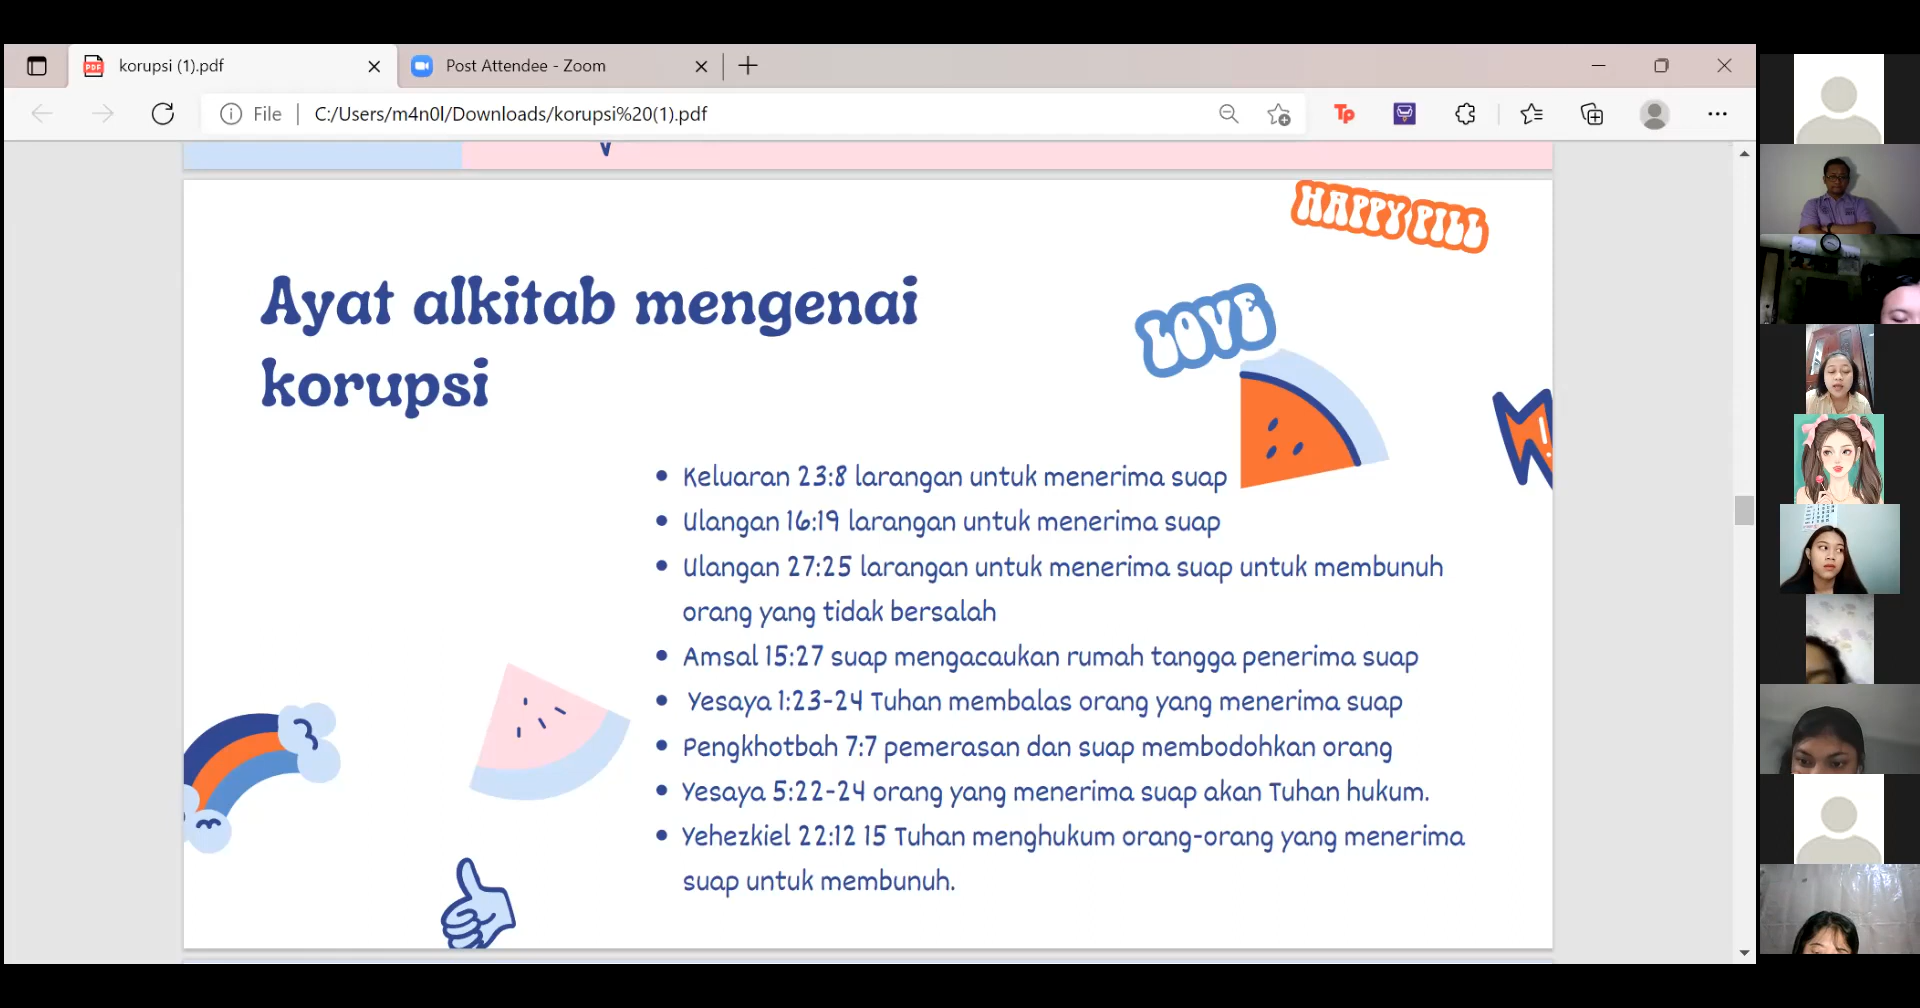 korupsi (1).pdf
Post Attendee - Zoom
File
C:/Users/m4n0l/Downloads/korupsi%20(1).pdf
Tp
HAPPY PILL
Ayat alkitab mengenai
korupsi
LOVE
• Keluaran 23:8 larangan untuk menerima suap
• Ulangan 16:19 larangan untuk menerima suap
• Ulangan 27:25 larangan untuk menerima suap untuk membunuh
orang yang tidak bersalah
• Amsal 15:27 suap mengacaukan rumah tangga penerima suap
• Yesaya 1:23-24 Tuhan membalas orang yang menerima suap
• Pengkhotbah 7:7 pemerasan dan suap membodohkan orang
• Yesaya 5:22-24 orang yang menerima suap akan Tuhan hukum.
• Yehezkiel 22:12 15 Tuhan menghukum orang-orang yang menerima
suap untuk membunuh.